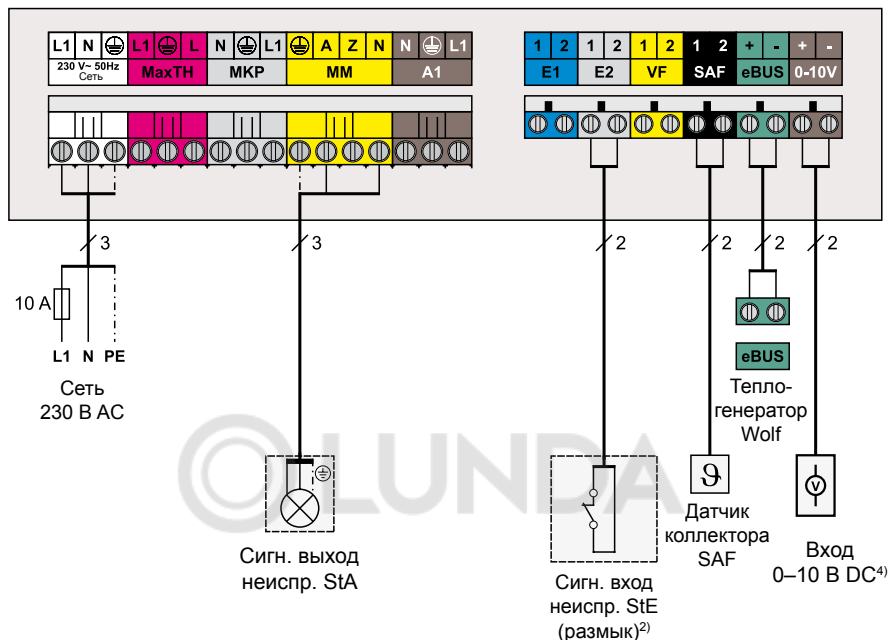 L1 N L1 L N L1 A Z N N L1
230 V~ 50Hz
Сеть
MaxTH MKP MM A1
1 2 1 2 1 2 1 2 + - + -
E1 E2 VF SAF eBUS 0-10V
3 3 2 2 2 2
10 A
L1 N PE
Сеть
230 В AC
eBUS
Тепло-
генератор
Wolf
LUNDA
Сигн. выход
неиспр. StA
Сигн. вход
неиспр. StE
(размык)2)
ϑ
Датчик
коллектора
SAF
V
Вход
0–10 В DC4)